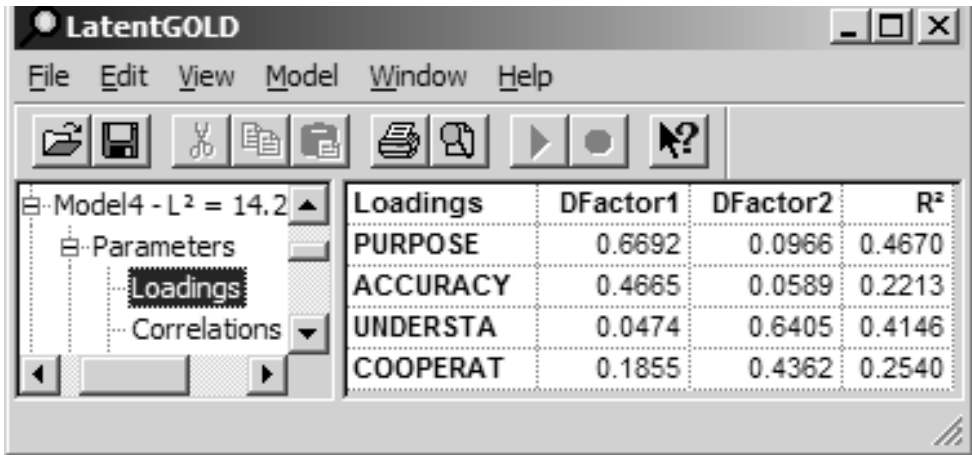 LatentGOLD
File Edit View Model Window Help
Model4 - L² = 14.2
Parameters
Loadings
Correlations
Loadings DFactor1 DFactor2 R²
PURPOSE 0.6692 0.0966 0.4670
ACCURACY 0.4665 0.0589 0.2213
UNDERSTA 0.0474 0.6405 0.4146
COOPERAT 0.1855 0.4362 0.2540